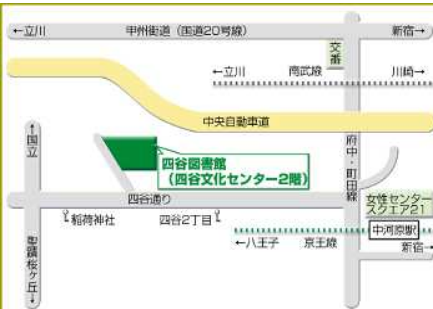 ←立川
甲州街道（国道20号線）
新宿→
交番
←立川
南武線
川崎→
中央自動車道
←国立
府中・町田線
四谷図書館
（四谷文化センター2階）
四谷通り
女性センター
スクエア21
稲荷神社
四谷2丁目
中河原駅
←八王子
京王線
新宿→
聖蹟桜ヶ丘→